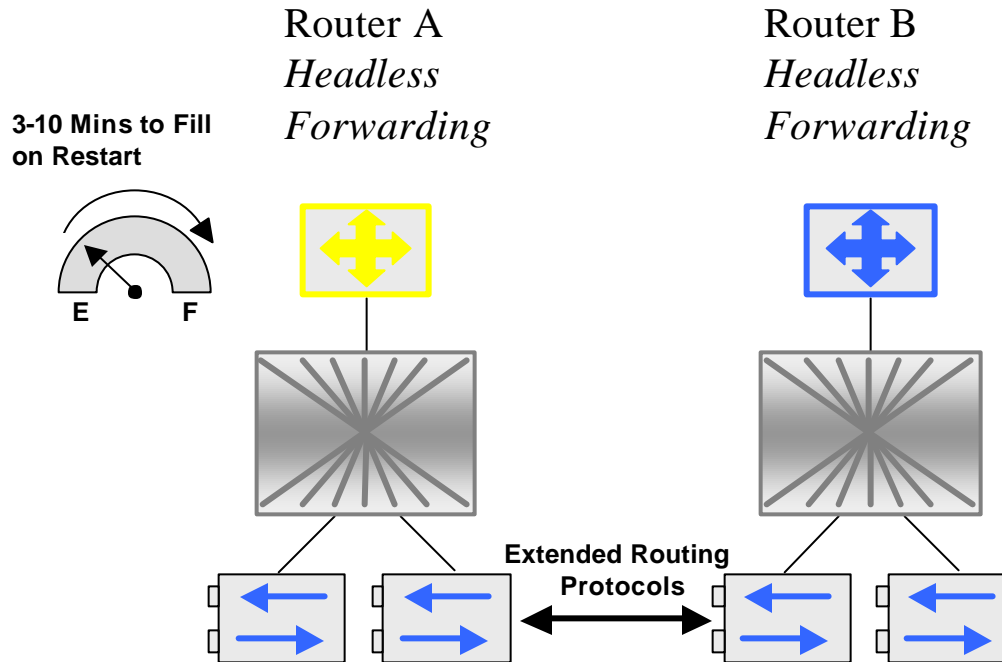 Router A
Headless
Forwarding
Router B
Headless
Forwarding
3-10 Mins to Fill
on Restart
E
F
Extended Routing
Protocols